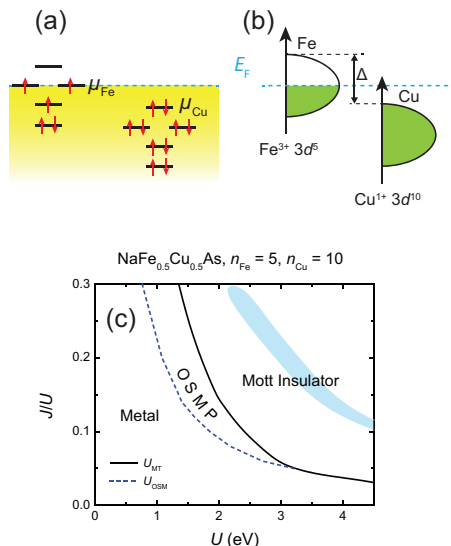 (a)
μFe
μCu
(b)
Fe
EF
Δ
Cu
Fe3+ 3d5
Cu1+ 3d10
NaFe0.5Cu0.5As, nFe = 5, nCu = 10
(c)
0.3
0.2
0.1
0.0
J/U
Metal
OSMP
Mott Insulator
UMT
UOSM
0 1 2 3 4
U (eV)